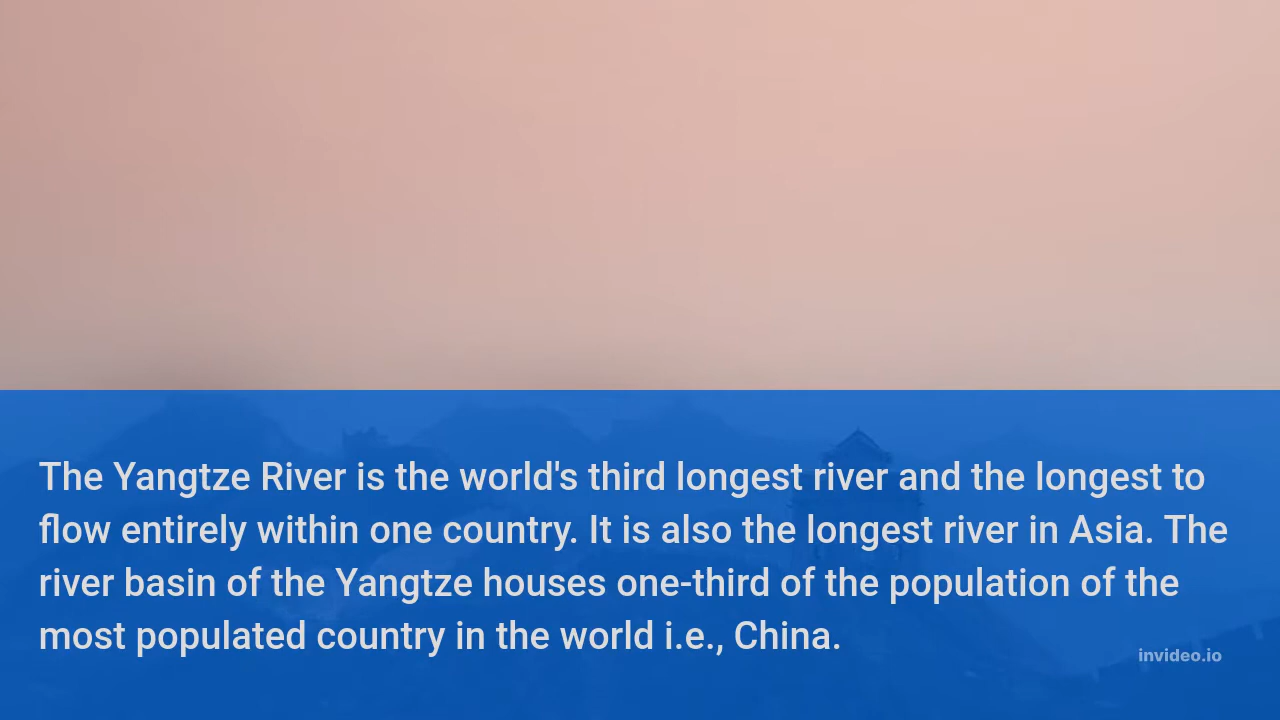 The Yangtze River is the world's third longest river and the longest to
flow entirely within one country. It is also the longest river in Asia. The
river basin of the Yangtze houses one-third of the population of the
most populated country in the world i.e., China.
invideo.io